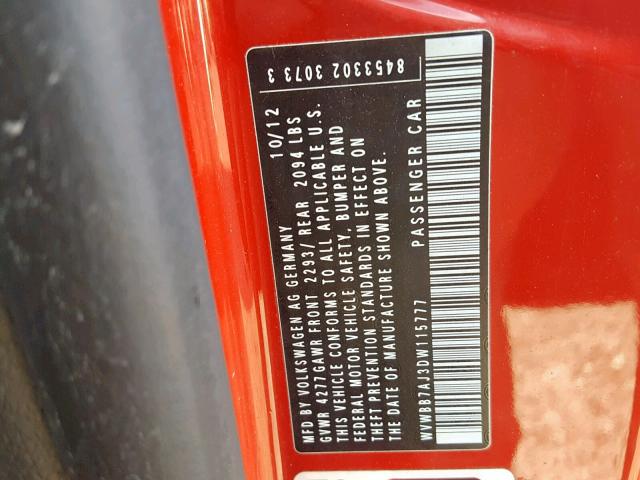 8453302 3073 3
MFD BY VOLKSWAGEN AG GERMANY 10/12
GVWR 4277/GAWR FRONT 2293/ REAR 2094 LBS
THIS VEHICLE CONFORMS TO ALL APPLICABLE U.S.
FEDERAL MOTOR VEHICLE SAFETY, BUMPER AND
THEFT PREVENTION STANDARDS IN EFFECT ON
THE DATE OF MANUFACTURE SHOWN ABOVE.
WVWBB7AJ3DW115777 PASSENGER CAR